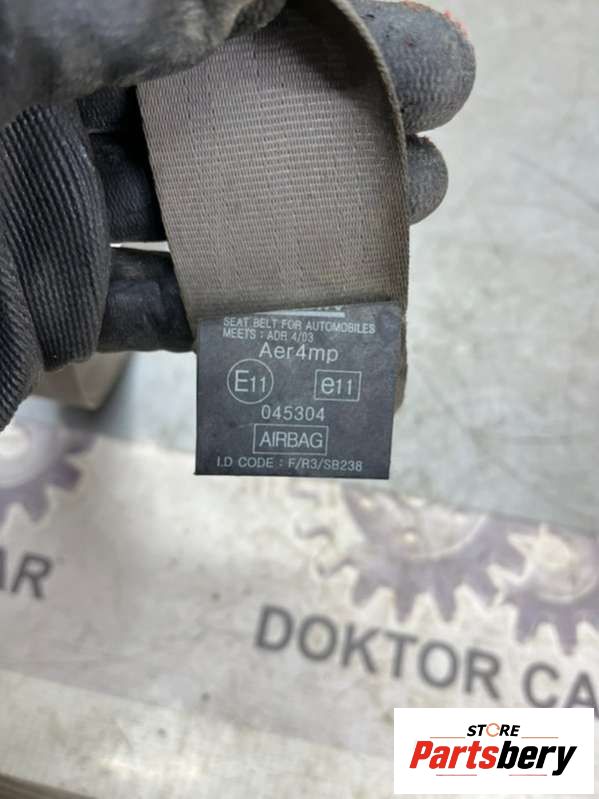 SEAT BELT FOR AUTOMOBILES
MEETS : ADR 4/03
Aer4mp
E11 e11
045304
AIRBAG
I.D CODE : F/R3/SB238
AR
DOKTOR CA
STORE
Partsbery